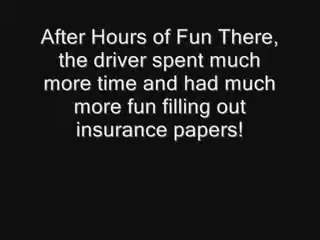 After Hours of Fun There,
the driver spent much
more time and had much
more fun filling out
insurance papers!